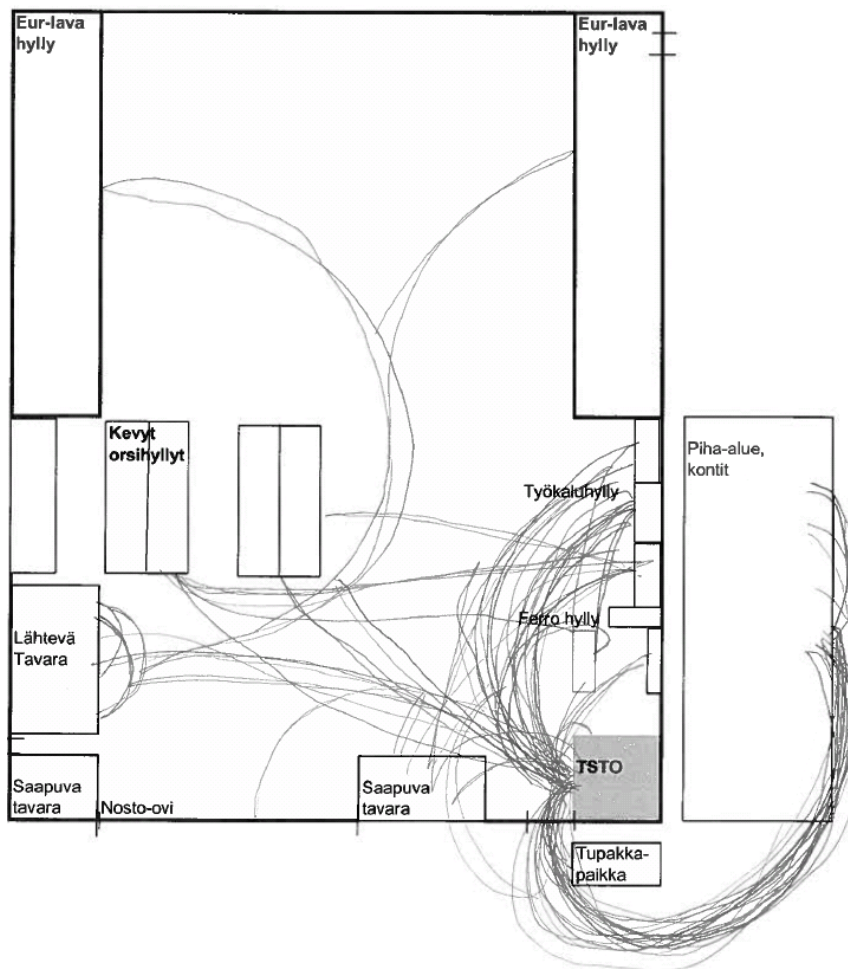 Eur-lava
hylly
Eur-lava
hylly
Kevyt
orsihyllyt
Piha-alue,
kontit
Työkaluhylly
Ferro hylly
Lähtevä
Tavara
TSTO
Saapuva
tavara
Nosto-ovi
Saapuva
tavara
Tupakka-
paikka